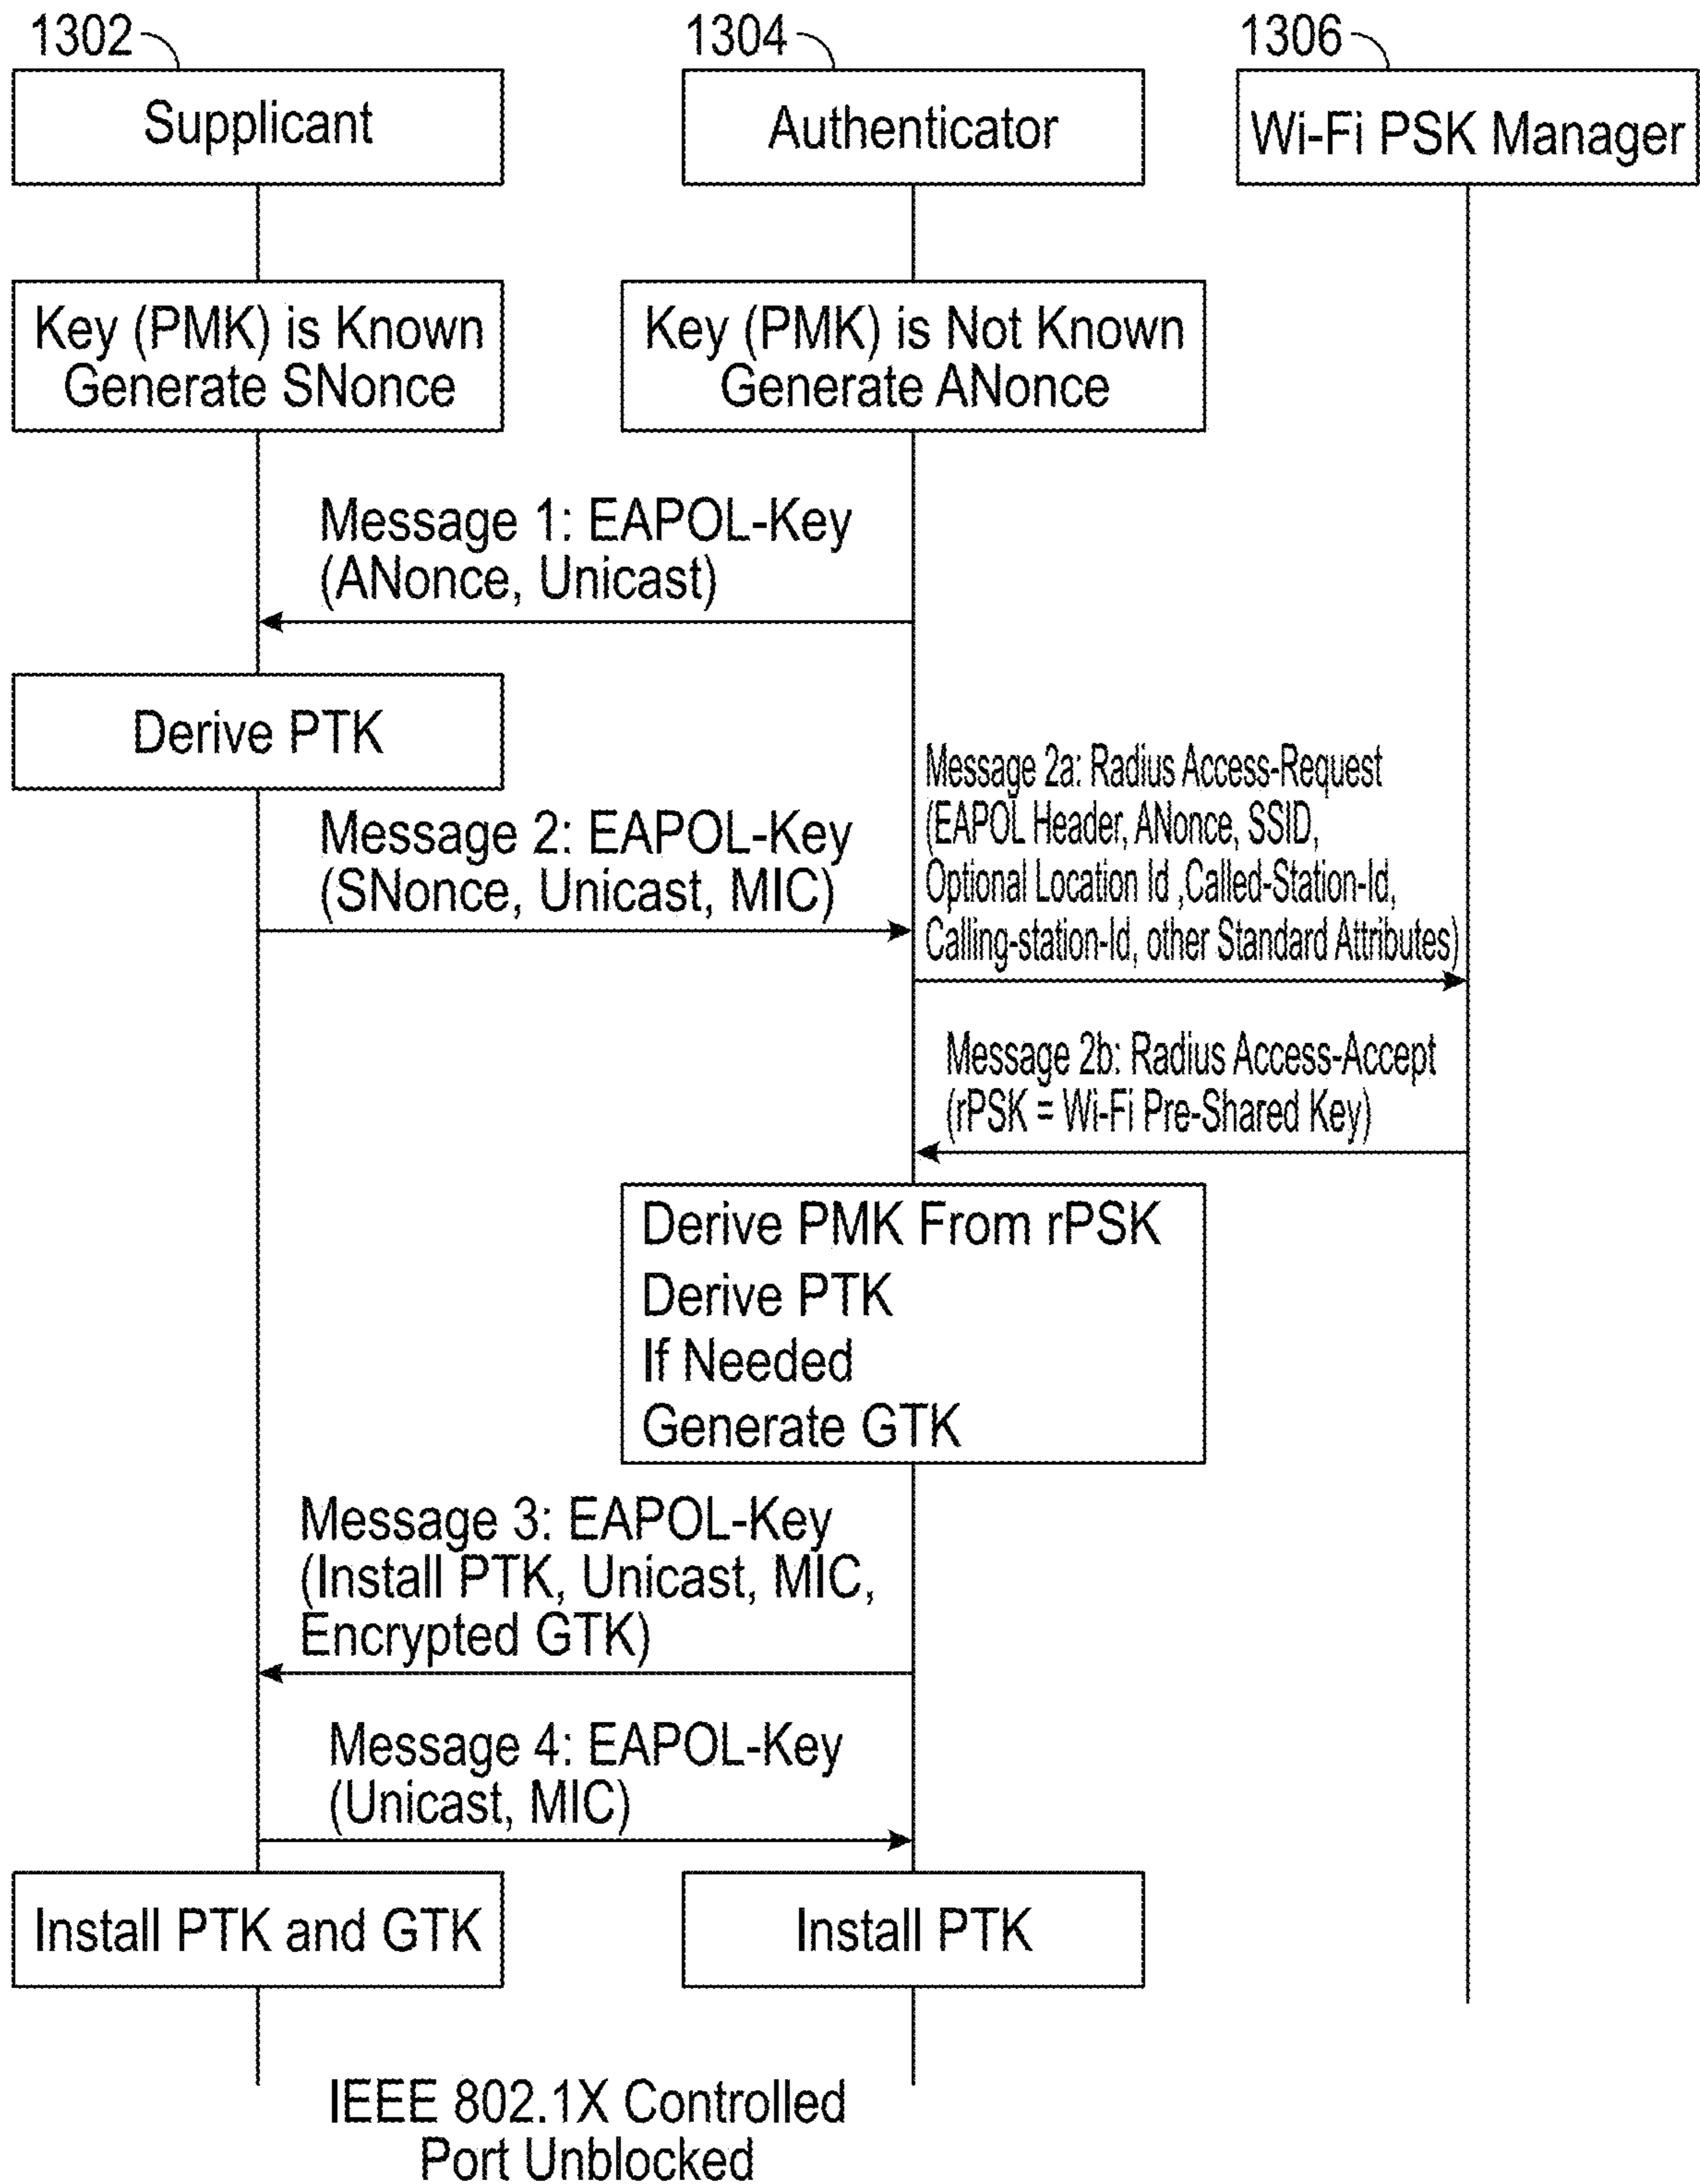 1302
1304
1306
Supplicant
Authenticator
Wi-Fi PSK Manager
Key (PMK) is Known
Generate SNonce
Key (PMK) is Not Known
Generate ANonce
Message 1: EAPOL-Key
(ANonce, Unicast)
Derive PTK
Message 2: EAPOL-Key
(SNonce, Unicast, MIC)
Message 2a: Radius Access-Request
(EAPOL Header, ANonce, SSID,
Optional Location Id ,Called-Station-Id,
Calling-station-Id, other Standard Attributes)
Message 2b: Radius Access-Accept
(rPSK = Wi-Fi Pre-Shared Key)
Derive PMK From rPSK
Derive PTK
If Needed
Generate GTK
Message 3: EAPOL-Key
(Install PTK, Unicast, MIC,
Encrypted GTK)
Message 4: EAPOL-Key
(Unicast, MIC)
Install PTK and GTK
Install PTK
IEEE 802.1X Controlled
Port Unblocked